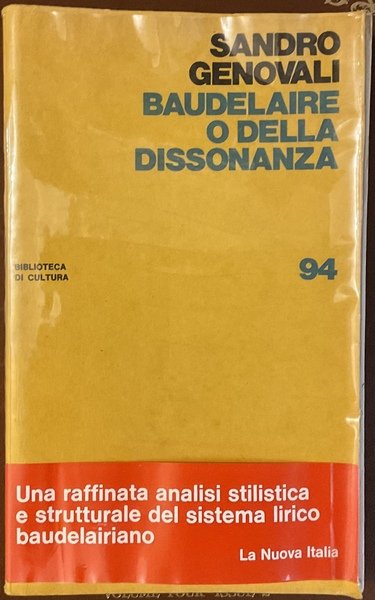 SANDRO
GENOVALI
BAUDELAIRE
O DELLA
DISSONANZA
BIBLIOTECA
DI CULTURA
94
Una raffinata analisi stilistica
e strutturale del sistema lirico
baudelairiano
La Nuova Italia